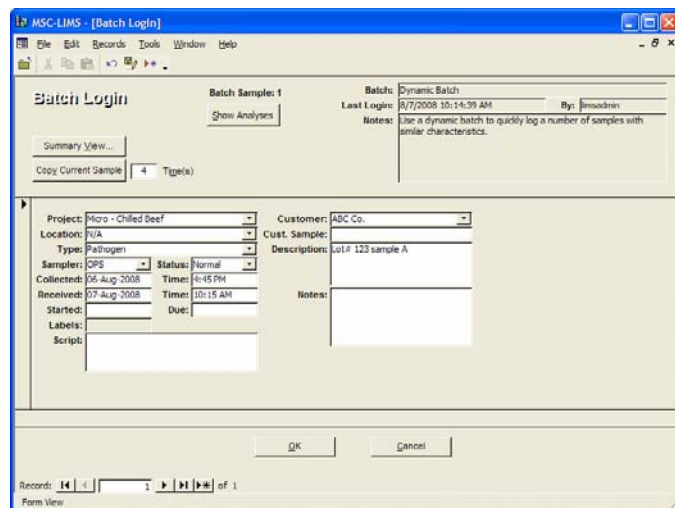 MSC-LIMS - [Batch Login]
File Edit Records Tools Window Help
Batch Login
Batch Sample: 1
Show Analyses
Batch: Dynamic Batch
Last Login: 8/7/2008 10:14:39 AM By: limsadmin
Notes: Use a dynamic batch to quickly log a number of samples with
similar characteristics.
Summary View...
Copy Current Sample 4 Time(s)
Project: Micro - Chilled Beef Customer: ABC Co.
Location: N/A Cust. Sample:
Type: Pathogen Description: Lot# 123 sample A
Sampler: OPS Status: Normal
Collected: 06-Aug-2008 Time: 4:45 PM
Received: 07-Aug-2008 Time: 10:15 AM Notes:
Started: Due:
Labels:
Script:
OK Cancel
Record: 1 of 1
Form View